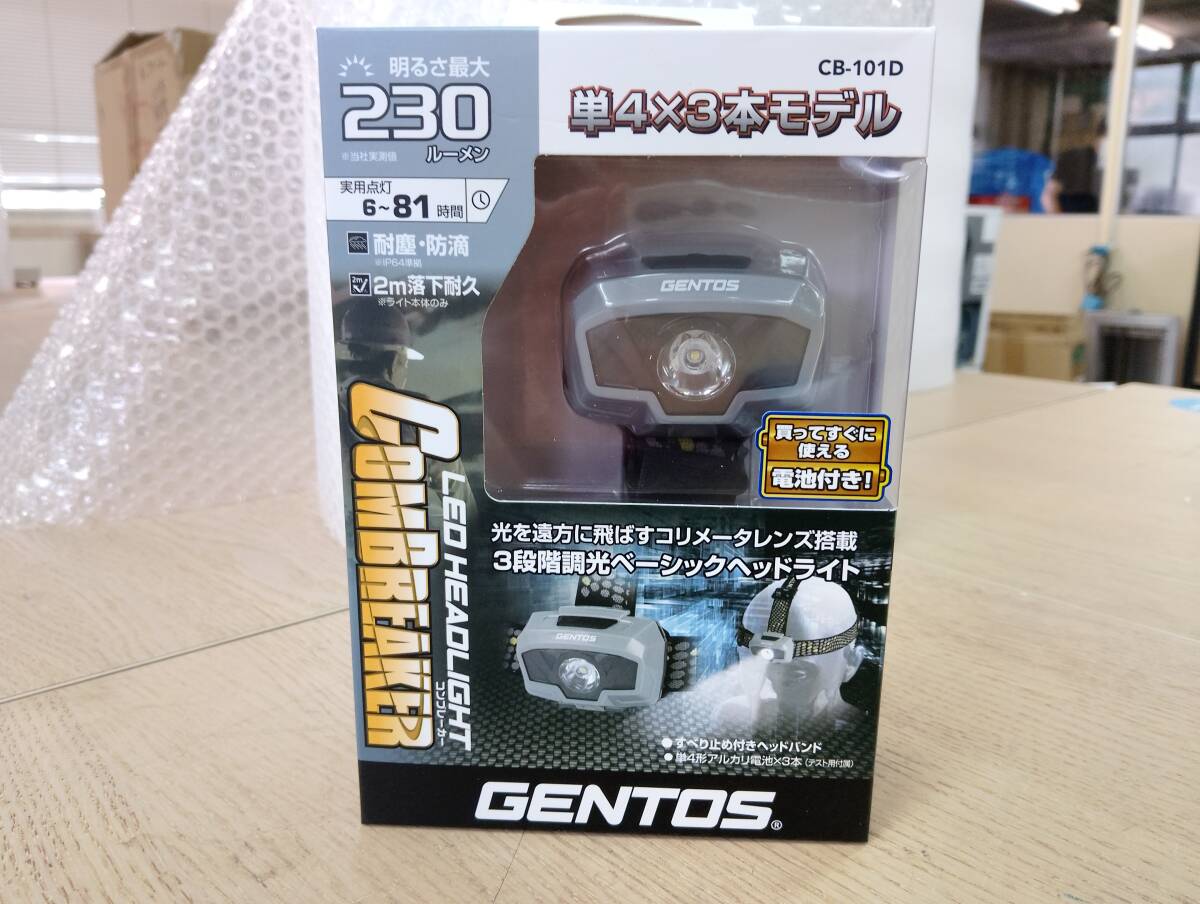 明るさ最大
230
ルーメン
※当社実測値
実用点灯
6~81時間
耐塵・防滴
※IP64準拠
2m
2m落下耐久
※ライト本体のみ
CB-101D
単4×3本モデル
GENTOS
買ってすぐに
使える
電池付き!
COMBREAKER
コンブレーカー
LED HEADLIGHT
光を遠方に飛ばすコリメータレンズ搭載
3段階調光ベーシックヘッドライト
GENTOS
●すべり止め付きヘッドバンド
●単4形アルカリ電池×3本(テスト用付属)
GENTOS®